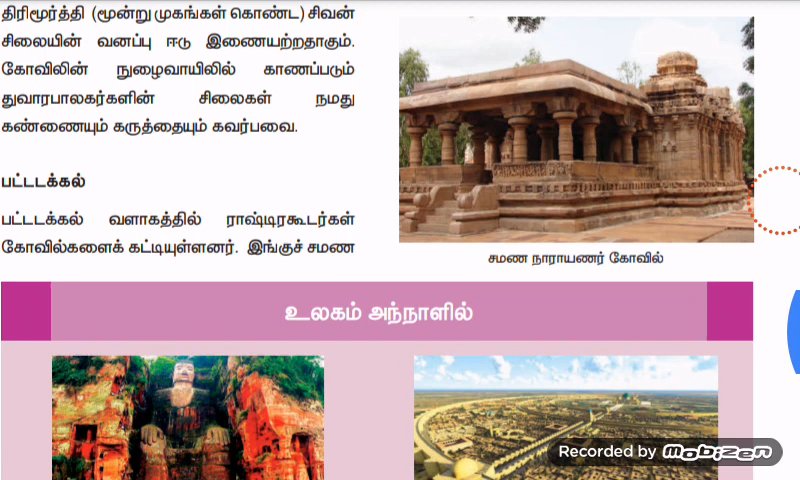 திரிமூர்த்தி (மூன்று முகங்கள் கொண்ட) சிவன்
சிலையின் வனப்பு ஈடு இணையற்றதாகும்.
கோவிலின் நுழைவாயிலில் காணப்படும்
துவாரபாலகர்களின் சிலைகள் நமது
கண்ணையும் கருத்தையும் கவர்பவை.
பட்டடக்கல்
பட்டடக்கல் வளாகத்தில் ராஷ்டிரகூடர்கள்
கோவில்களைக் கட்டியுள்ளனர். இங்குச் சமண
சமண நாராயணர் கோவில்
உலகம் அந்நாளில்
Recorded by mobizen